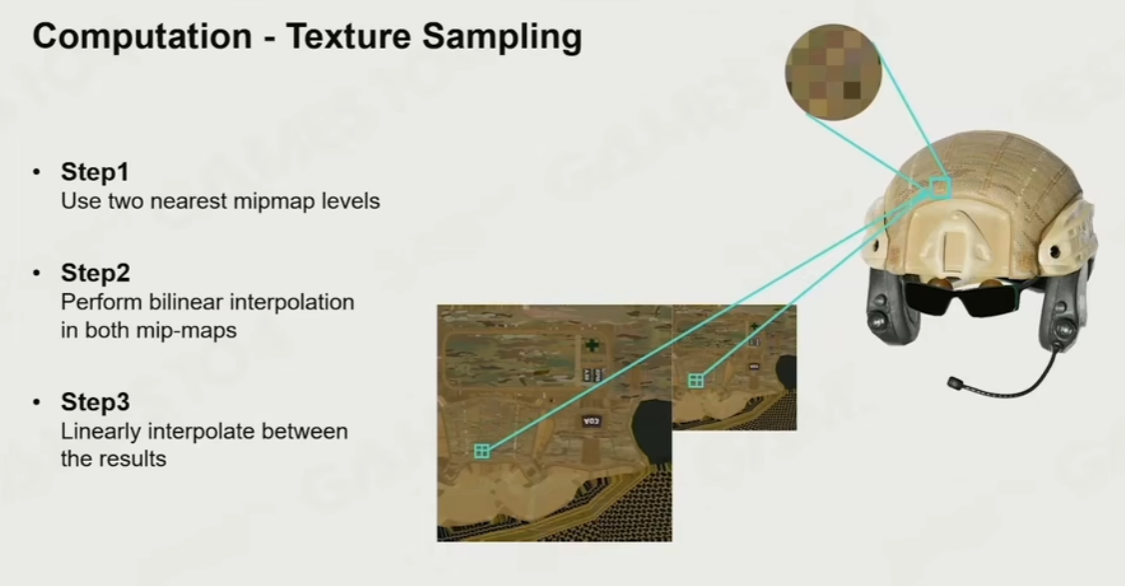 Computation - Texture Sampling
• Step1
Use two nearest mipmap levels
• Step2
Perform bilinear interpolation
in both mip-maps
• Step3
Linearly interpolate between
the results